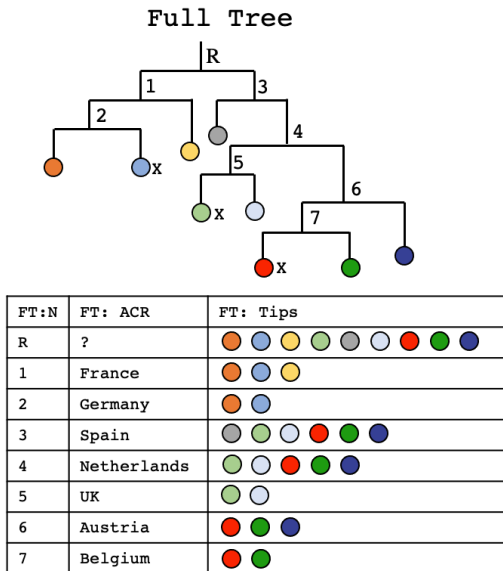 Full Tree
R
1
3
2
4
x
5
x
6
7
x
FT:N FT: ACR FT: Tips
R ?
1 France
2 Germany
3 Spain
4 Netherlands
5 UK
6 Austria
7 Belgium